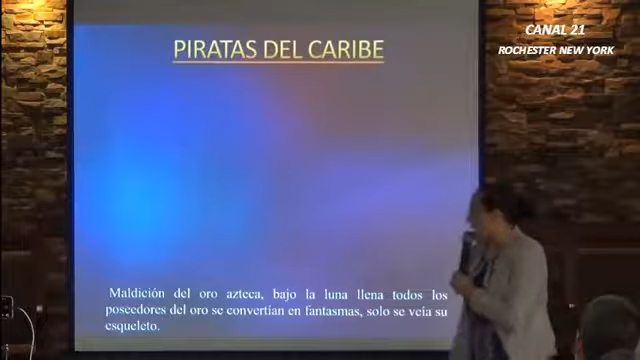 CANAL 21
ROCHESTER NEW YORK
PIRATAS DEL CARIBE
Maldición del oro azteca, bajo la luna llena todos los
poseedores del oro se convertían en fantasmas, solo se veía su
esqueleto.